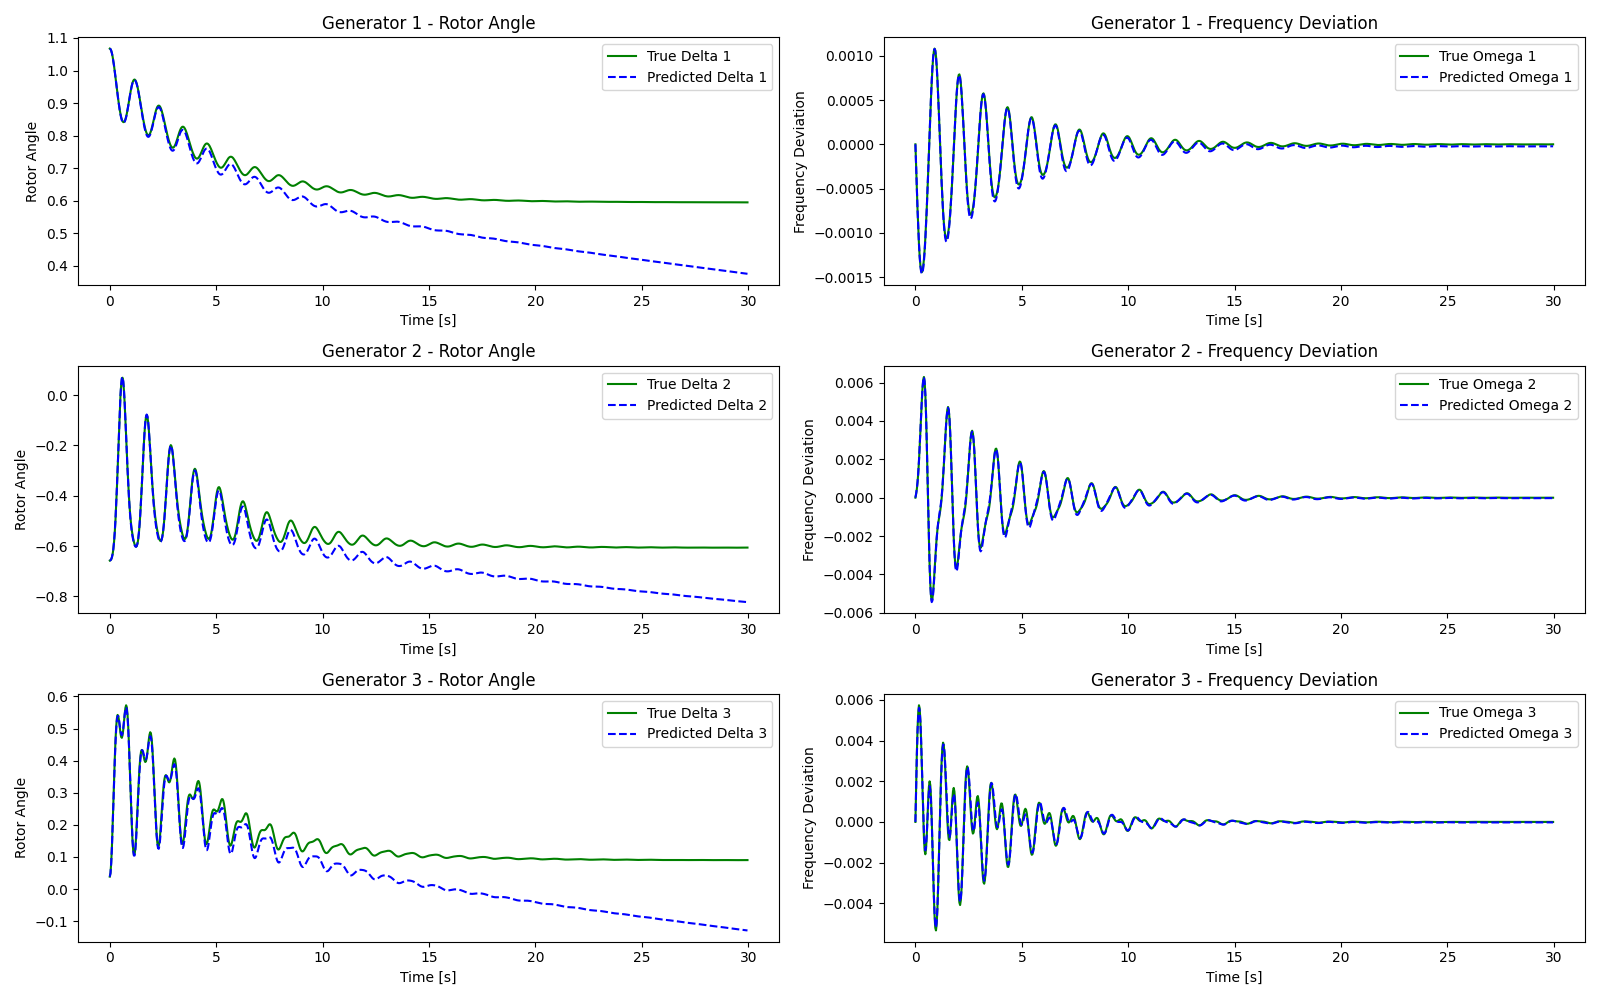 Generator 1 - Rotor Angle
Rotor Angle
1.1
1.0
0.9
0.8
0.7
0.6
0.5
0.4
True Delta 1
Predicted Delta 1
0 5 10 15 20 25 30
Time [s]
Generator 1 - Frequency Deviation
Frequency Deviation
0.0010
0.0005
0.0000
−0.0005
−0.0010
−0.0015
True Omega 1
Predicted Omega 1
0 5 10 15 20 25 30
Time [s]
Generator 2 - Rotor Angle
Rotor Angle
0.0
−0.2
−0.4
−0.6
−0.8
True Delta 2
Predicted Delta 2
0 5 10 15 20 25 30
Time [s]
Generator 2 - Frequency Deviation
Frequency Deviation
0.006
0.004
0.002
0.000
−0.002
−0.004
−0.006
True Omega 2
Predicted Omega 2
0 5 10 15 20 25 30
Time [s]
Generator 3 - Rotor Angle
Rotor Angle
0.6
0.5
0.4
0.3
0.2
0.1
0.0
−0.1
True Delta 3
Predicted Delta 3
0 5 10 15 20 25 30
Time [s]
Generator 3 - Frequency Deviation
Frequency Deviation
0.006
0.004
0.002
0.000
−0.002
−0.004
True Omega 3
Predicted Omega 3
0 5 10 15 20 25 30
Time [s]